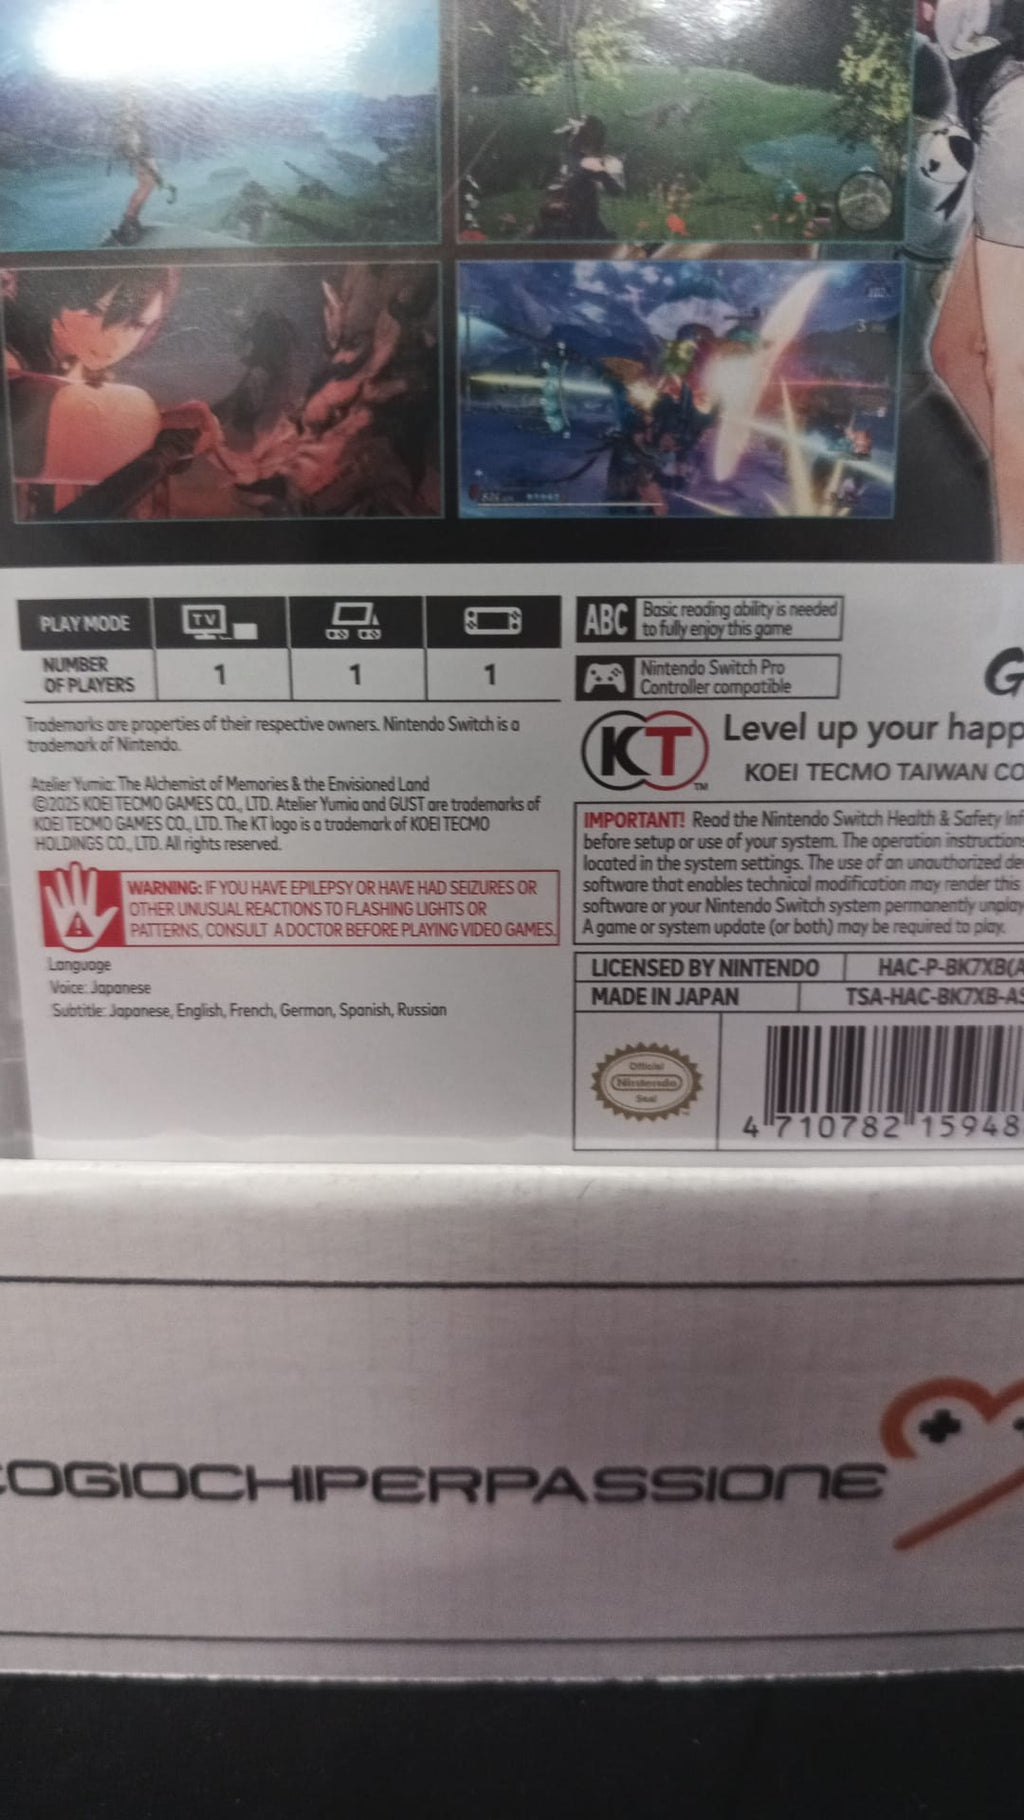 PLAY MODE
TV
NUMBER
OF PLAYERS
1
1
1
ABC
Basic reading ability is needed
to fully enjoy this game
Nintendo Switch Pro
Controller compatible
Trademarks are properties of their respective owners. Nintendo Switch is a
trademark of Nintendo.
Atelier Yumia: The Alchemist of Memories & the Envisioned Land
©2025 KOEI TECMO GAMES CO., LTD. Atelier Yumia and GUST are trademarks of
KOEI TECMO GAMES CO., LTD. The KT logo is a trademark of KOEI TECMO
HOLDINGS CO., LTD. All rights reserved.
WARNING: IF YOU HAVE EPILEPSY OR HAVE HAD SEIZURES OR
OTHER UNUSUAL REACTIONS TO FLASHING LIGHTS OR
PATTERNS, CONSULT A DOCTOR BEFORE PLAYING VIDEO GAMES.
Language
Voice: Japanese
Subtitle: Japanese, English, French, German, Spanish, Russian
G
KT™
Level up your happ
KOEI TECMO TAIWAN CO
IMPORTANT! Read the Nintendo Switch Health & Safety Inf
before setup or use of your system. The operation instructions
located in the system settings. The use of an unauthorized de
software that enables technical modification may render this
software or your Nintendo Switch system permanently unplay
A game or system update (or both) may be required to play.
LICENSED BY NINTENDO
HAC-P-BK7XB(A
MADE IN JAPAN
TSA-HAC-BK7XB-AS
Official
Nintendo
Seal
4 710782 15948
OGIOCHIPERPASSIONE